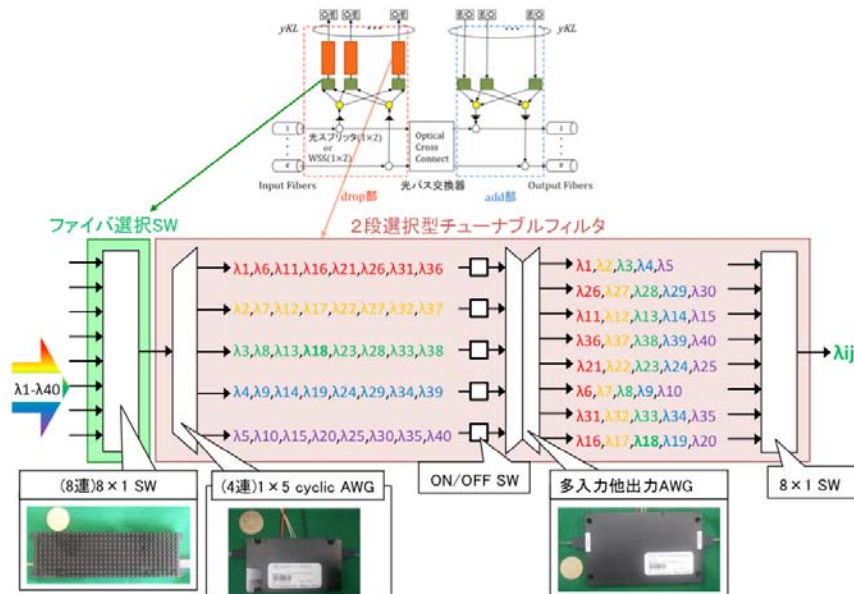 O/E O/E O/E E/O E/O E/O
yKL ... ... yKL
1 光スプリッタ(1×2) Optical 1
or Cross
WSS(1×2) Connect
Input Fibers 光パス交換器 Output Fibers
drop部 add部
ファイバ選択SW 2段選択型チューナブルフィルタ
λ1-λ40
λ1,λ6,λ11,λ16,λ21,λ26,λ31,λ36
λ2,λ7,λ12,λ17,λ22,λ27,λ32,λ37
λ3,λ8,λ13,λ18,λ23,λ28,λ33,λ38
λ4,λ9,λ14,λ19,λ24,λ29,λ34,λ39
λ5,λ10,λ15,λ20,λ25,λ30,λ35,λ40
λ1,λ2,λ3,λ4,λ5
λ26,λ27,λ28,λ29,λ30
λ11,λ12,λ13,λ14,λ15
λ36,λ37,λ38,λ39,λ40
λ21,λ22,λ23,λ24,λ25
λ6,λ7,λ8,λ9,λ10
λ31,λ32,λ33,λ34,λ35
λ16,λ17,λ18,λ19,λ20
λij
(8連)8×1 SW
(4連)1×5 cyclic AWG
ON/OFF SW
多入力他出力AWG
8×1 SW